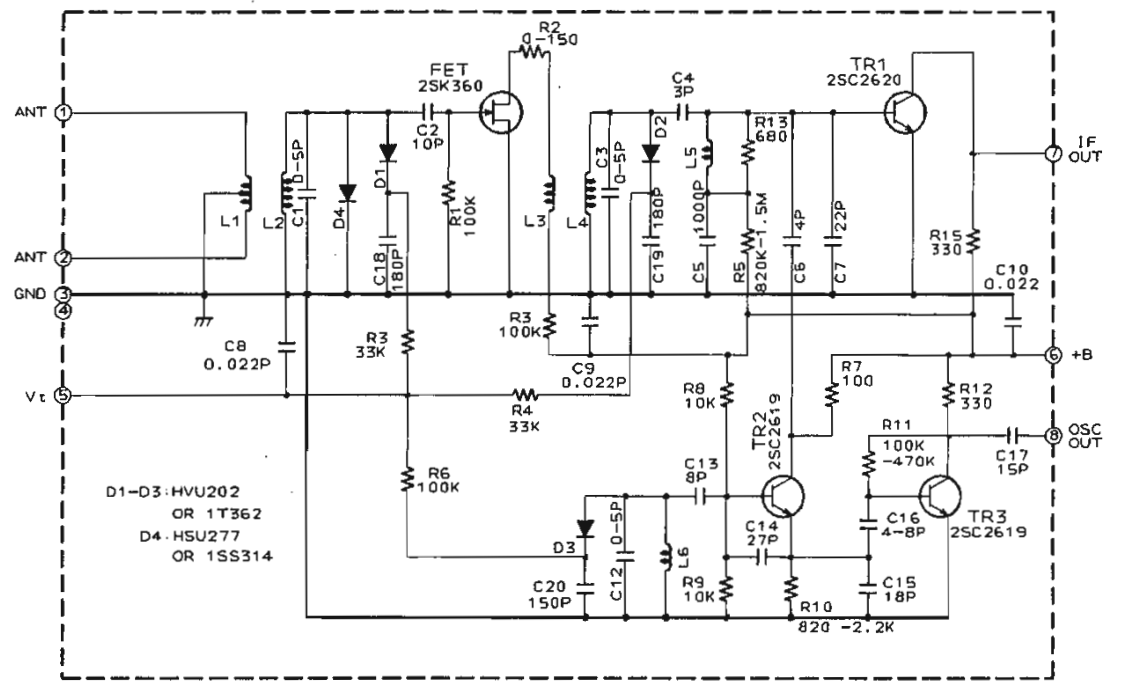 R2
0-150
FET
2SK360
TR1
2SC2620
C4
3P
ANT 1
C2
10P
D2
R13
680
IF
OUT
7
C1 0-5P
D1
D4
C18
180P
R1
100K
C3
0-5P
180P
C19
L5
1000P
C5
R5
820K-1.5M
4P
C6
22P
C7
L1
L2
L3
L4
R15
330
ANT 2
GND 3
4
C10
0.022
R3
33K
R3
100K
C8
0.022P
C9
0.022P
6 +B
R7
100
Vt 5
R4
33K
R8
10K
R12
330
TR2
2SC2619
R11
100K
-470K
8 OSC
OUT
C17
15P
R6
100K
C13
8P
D1-D3:HVU202
OR 1T362
D4.HSU277
OR 1SS314
D3
0-5P
C12
L6
C14
27P
C16
4-8P
TR3
2SC2619
C20
150P
R9
10K
C15
18P
R10
820 -2.2K